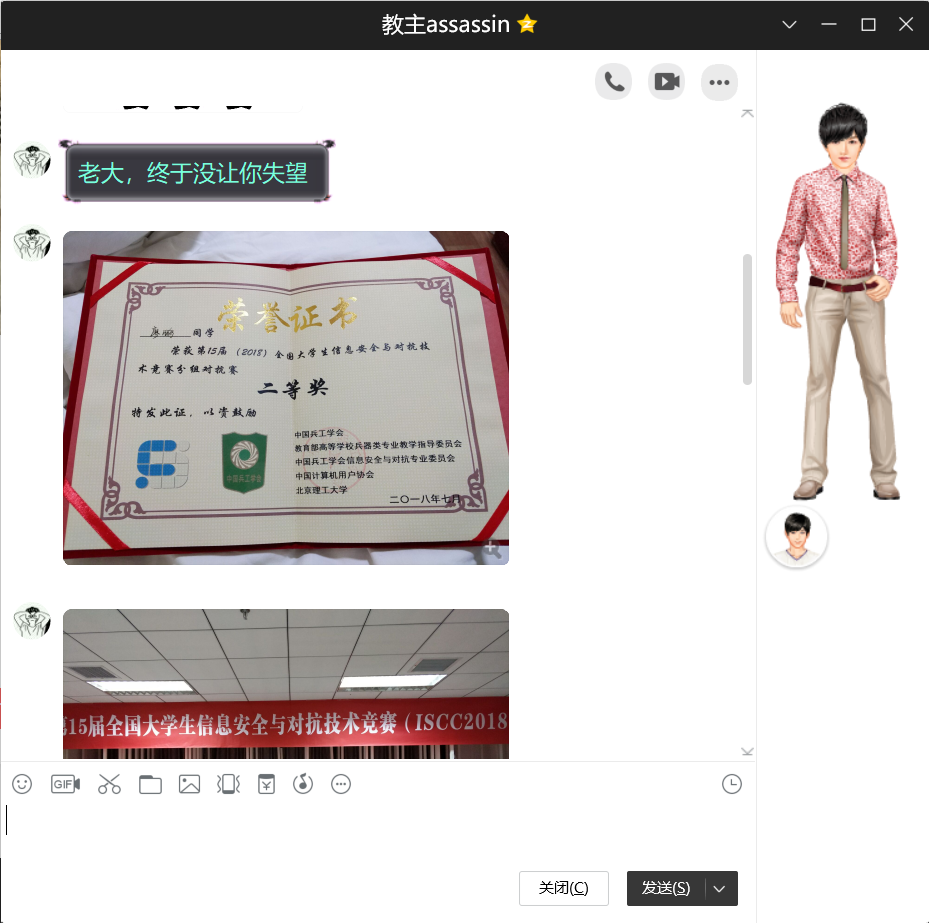 教主assassin
老大，终于没让你失望
荣誉证书
同学
荣获第15届（2018）全国大学生信息安全与对抗技
术竞赛分组对抗赛
二等奖
特发此证，以资鼓励
中国兵工学会
中国兵工学会
教育部高等学校兵器类专业教学指导委员会
中国兵工学会信息安全与对抗专业委员会
中国计算机用户协会
北京理工大学
二〇一八年七月
第15届全国大学生信息安全与对抗技术竞赛（ISCC2018
GIF
关闭(C)
发送(S)